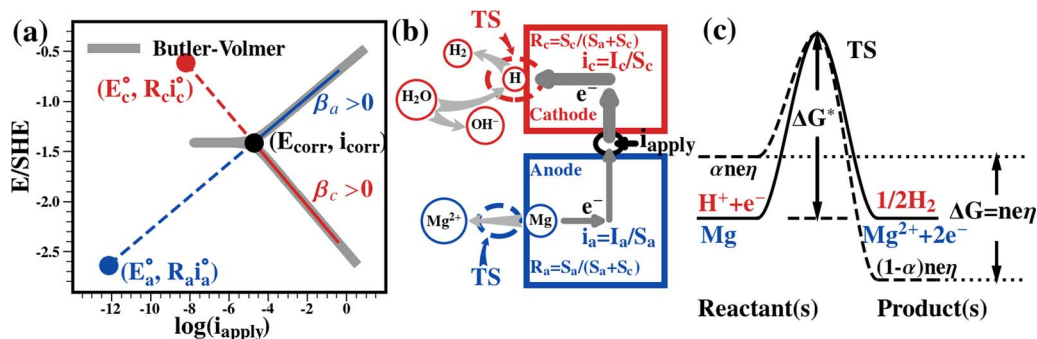 (a)
Butler-Volmer
(E°c, Rci°c)
βa >0
(Ecorr, icorr)
βc >0
(E°a, Rai°a)
E/SHE
-0.5
-1.0
-1.5
-2.0
-2.5
-12 -10 -8 -6 -4 -2 0
log(iapply)
(b)
TS
Rc=Sc/(Sa+Sc)
ic=Ic/Sc
H2
H
H2O
e−
Cathode
OH−
iapply
Anode
e−
Mg2+
Mg
ia=Ia/Sa
TS
Ra=Sa/(Sa+Sc)
(c)
TS
ΔG*
αneη
H++e−
1/2H2
ΔG=neη
Mg
Mg2++2e−
(1-α)neη
Reactant(s)
Product(s)